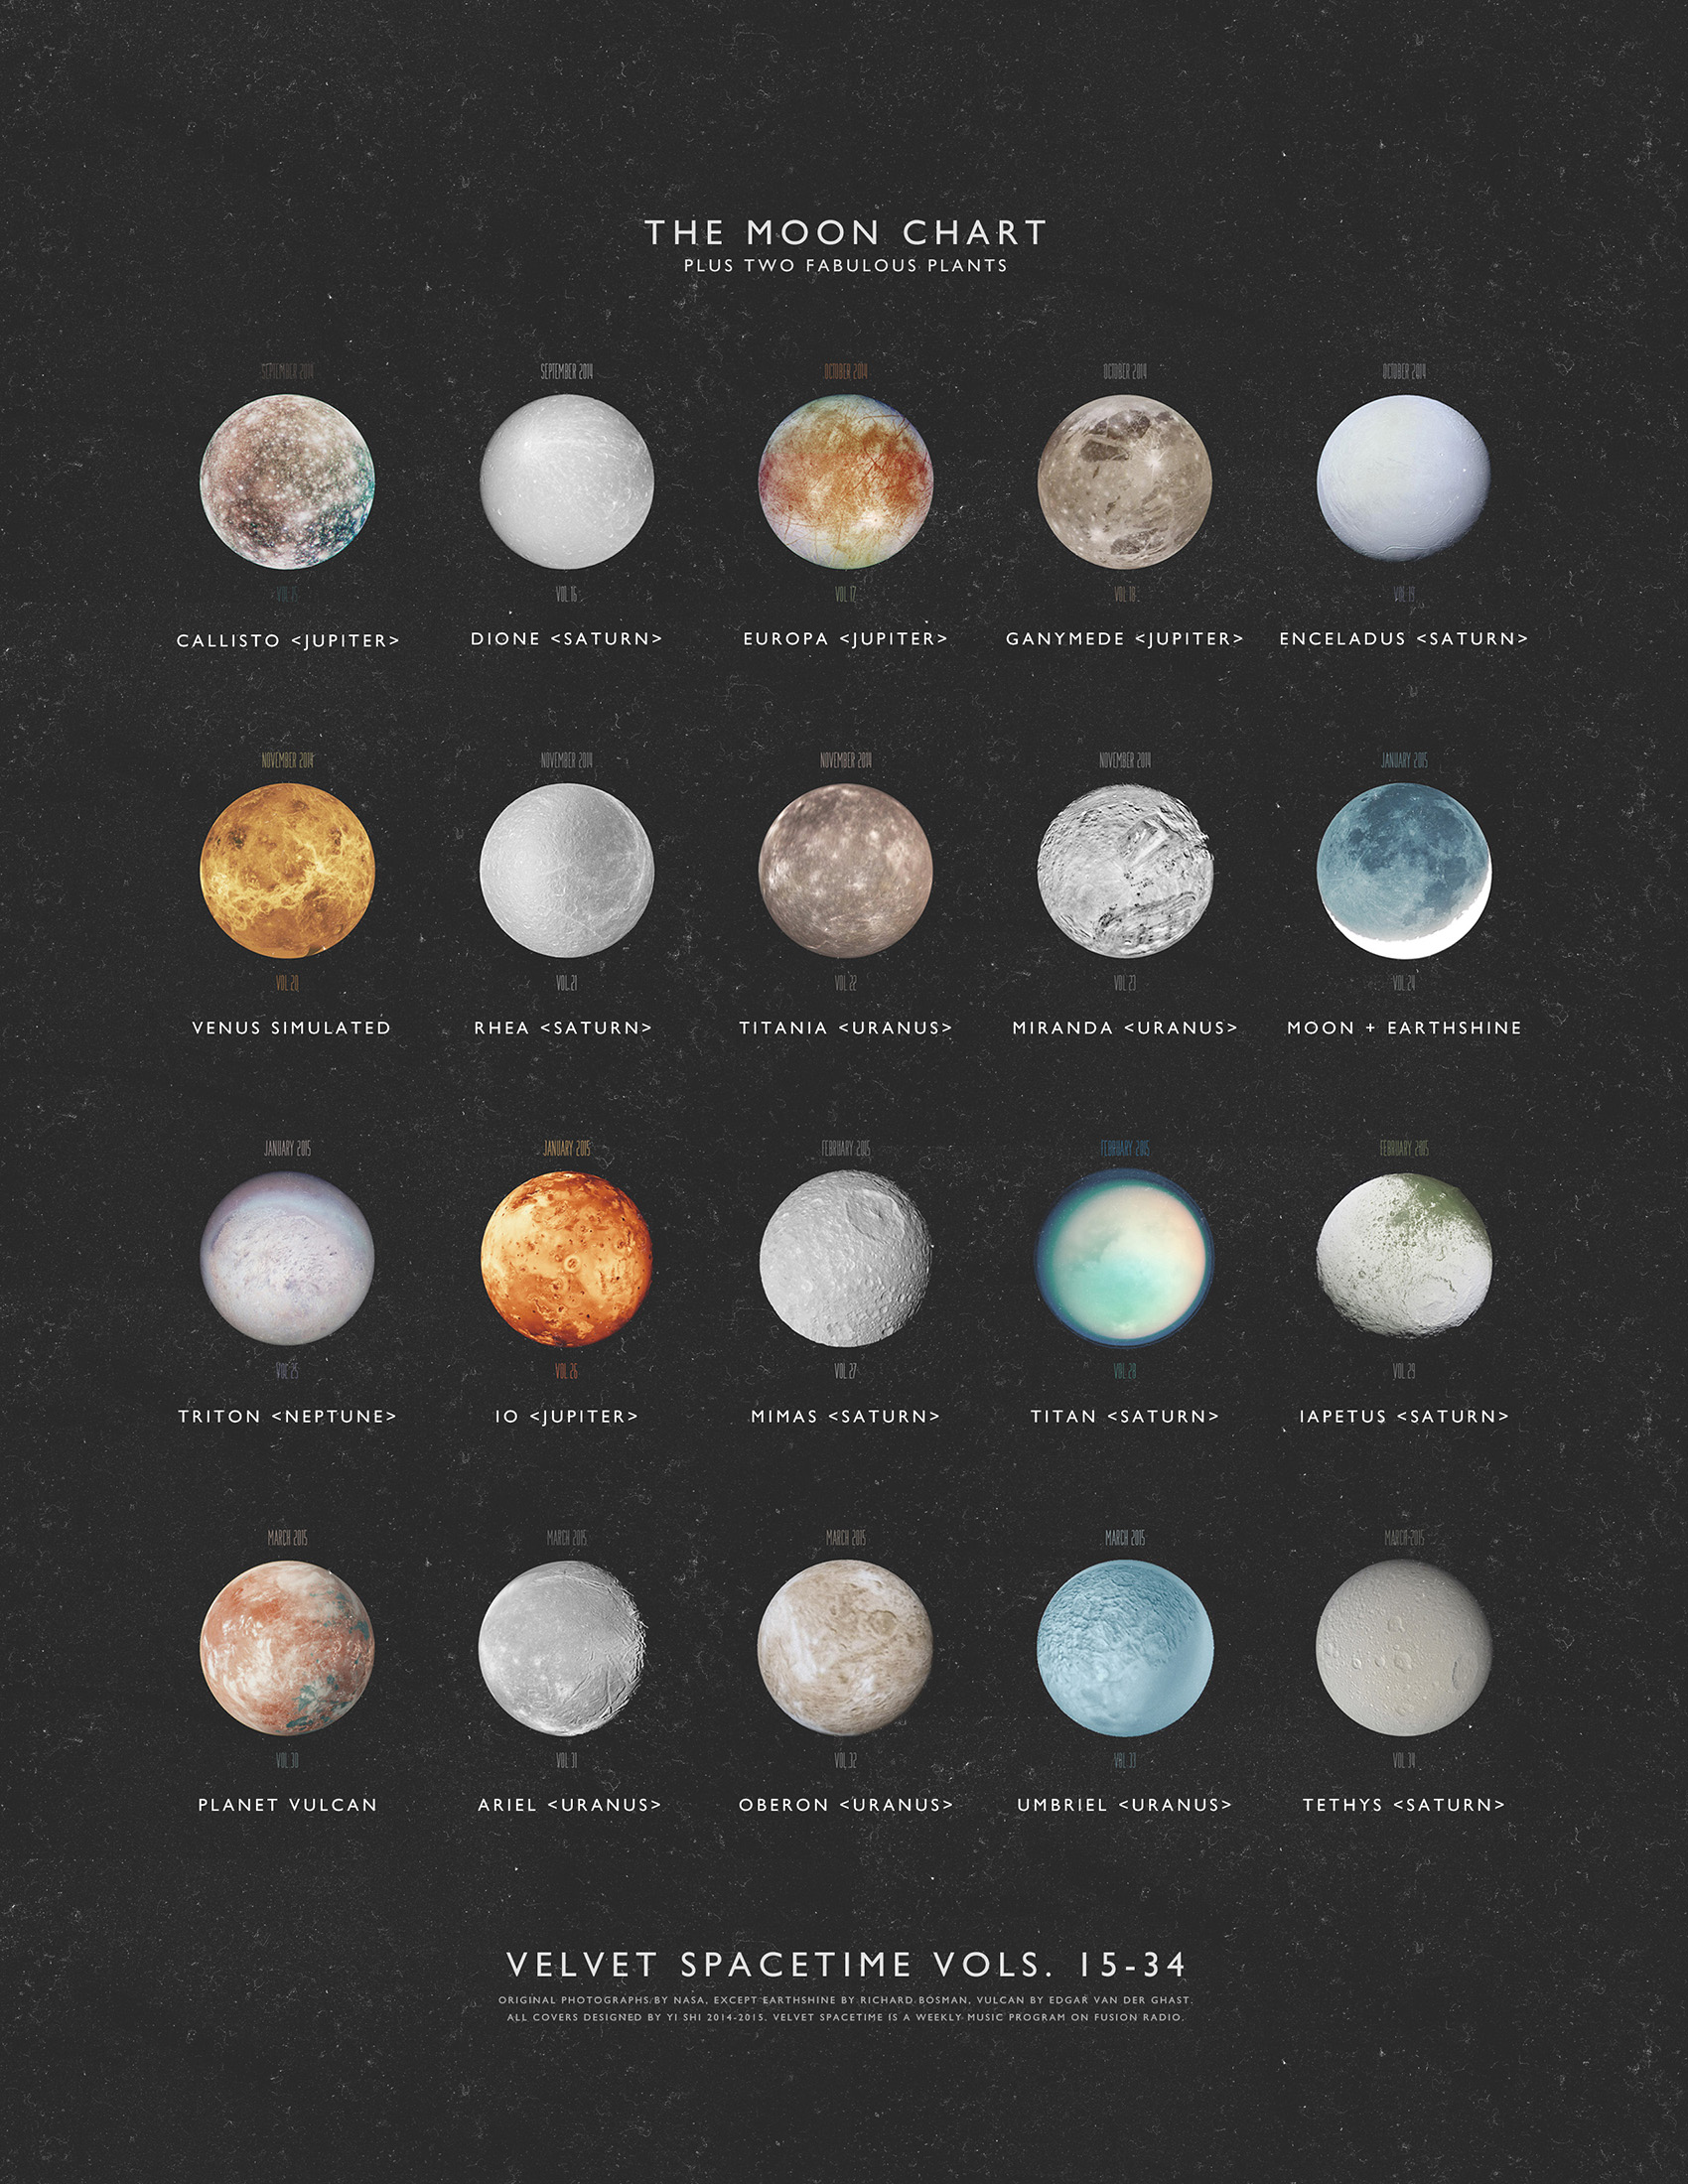 THE MOON CHART
PLUS TWO FABULOUS PLANTS
SEPTEMBER 2014 SEPTEMBER 2014 OCTOBER 2014 OCTOBER 2014 OCTOBER 2014
VOL.15 VOL.16 VOL.17 VOL.18 VOL.19
CALLISTO <JUPITER> DIONE <SATURN> EUROPA <JUPITER> GANYMEDE <JUPITER> ENCELADUS <SATURN>
NOVEMBER 2014 NOVEMBER 2014 NOVEMBER 2014 NOVEMBER 2014 JANUARY 2015
VOL.20 VOL.21 VOL.22 VOL.23 VOL.24
VENUS SIMULATED RHEA <SATURN> TITANIA <URANUS> MIRANDA <URANUS> MOON + EARTHSHINE
JANUARY 2015 JANUARY 2015 FEBRUARY 2015 FEBRUARY 2015 FEBRUARY 2015
VOL.25 VOL.26 VOL.27 VOL.28 VOL.29
TRITON <NEPTUNE> IO <JUPITER> MIMAS <SATURN> TITAN <SATURN> IAPETUS <SATURN>
MARCH 2015 MARCH 2015 MARCH 2015 MARCH 2015 MARCH 2015
VOL.30 VOL.31 VOL.32 VOL.33 VOL.34
PLANET VULCAN ARIEL <URANUS> OBERON <URANUS> UMBRIEL <URANUS> TETHYS <SATURN>
VELVET SPACETIME VOLS. 15-34
ORIGINAL PHOTOGRAPHS BY NASA, EXCEPT EARTHSHINE BY RICHARD BOSMAN, VULCAN BY EDGAR VAN DER GHAST.
ALL COVERS DESIGNED BY YI SHI 2014-2015. VELVET SPACETIME IS A WEEKLY MUSIC PROGRAM ON FUSION RADIO.